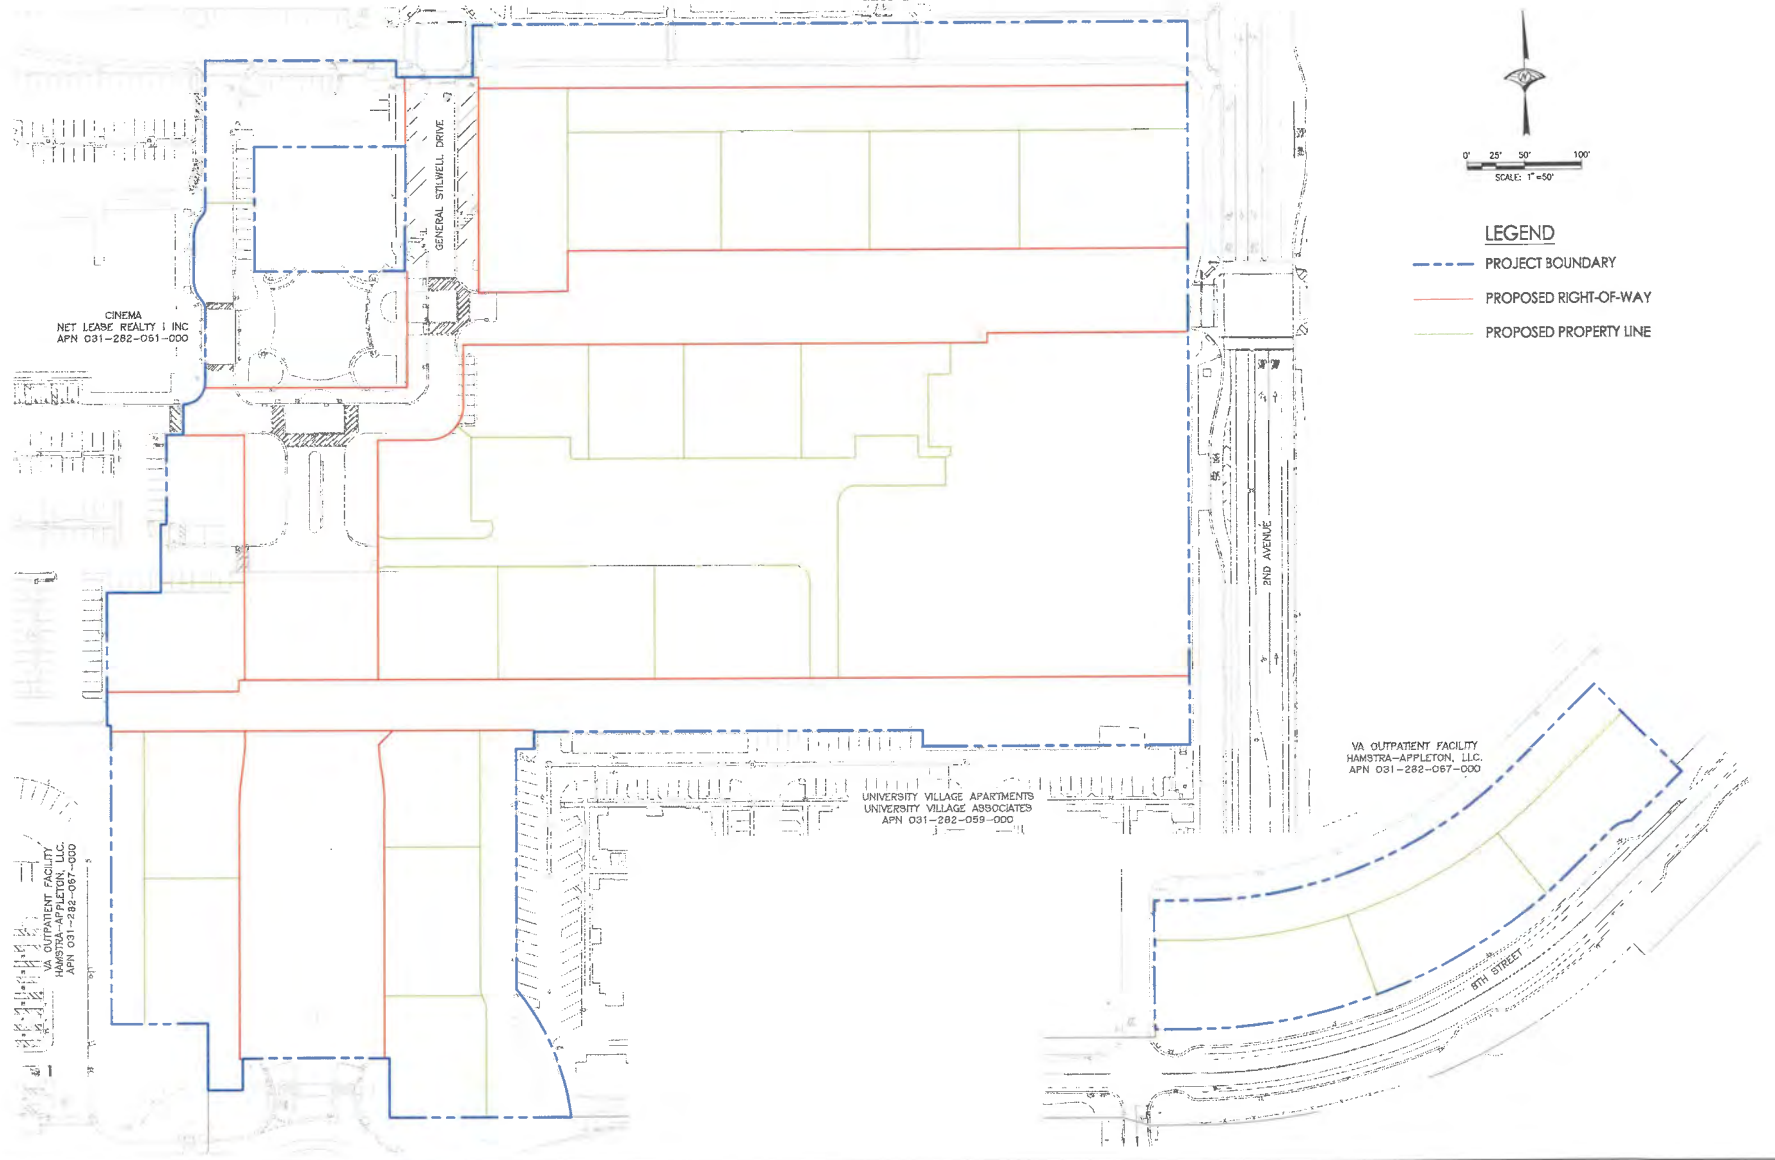 N
0' 25' 50' 100'
SCALE: 1"=50'
LEGEND
PROJECT BOUNDARY
PROPOSED RIGHT-OF-WAY
PROPOSED PROPERTY LINE
GENERAL STILWELL DRIVE
CINEMA
NET LEASE REALTY I INC
APN 031-282-061-000
2ND AVENUE
VA OUTPATIENT FACILITY
HAMSTRA-APPLETON, LLC.
APN 031-282-067-000
UNIVERSITY VILLAGE APARTMENTS
UNIVERSITY VILLAGE ASSOCIATES
APN 031-282-059-000
VA OUTPATIENT FACILITY
HAMSTRA-APPLETON, LLC.
APN 031-282-067-000
8TH STREET